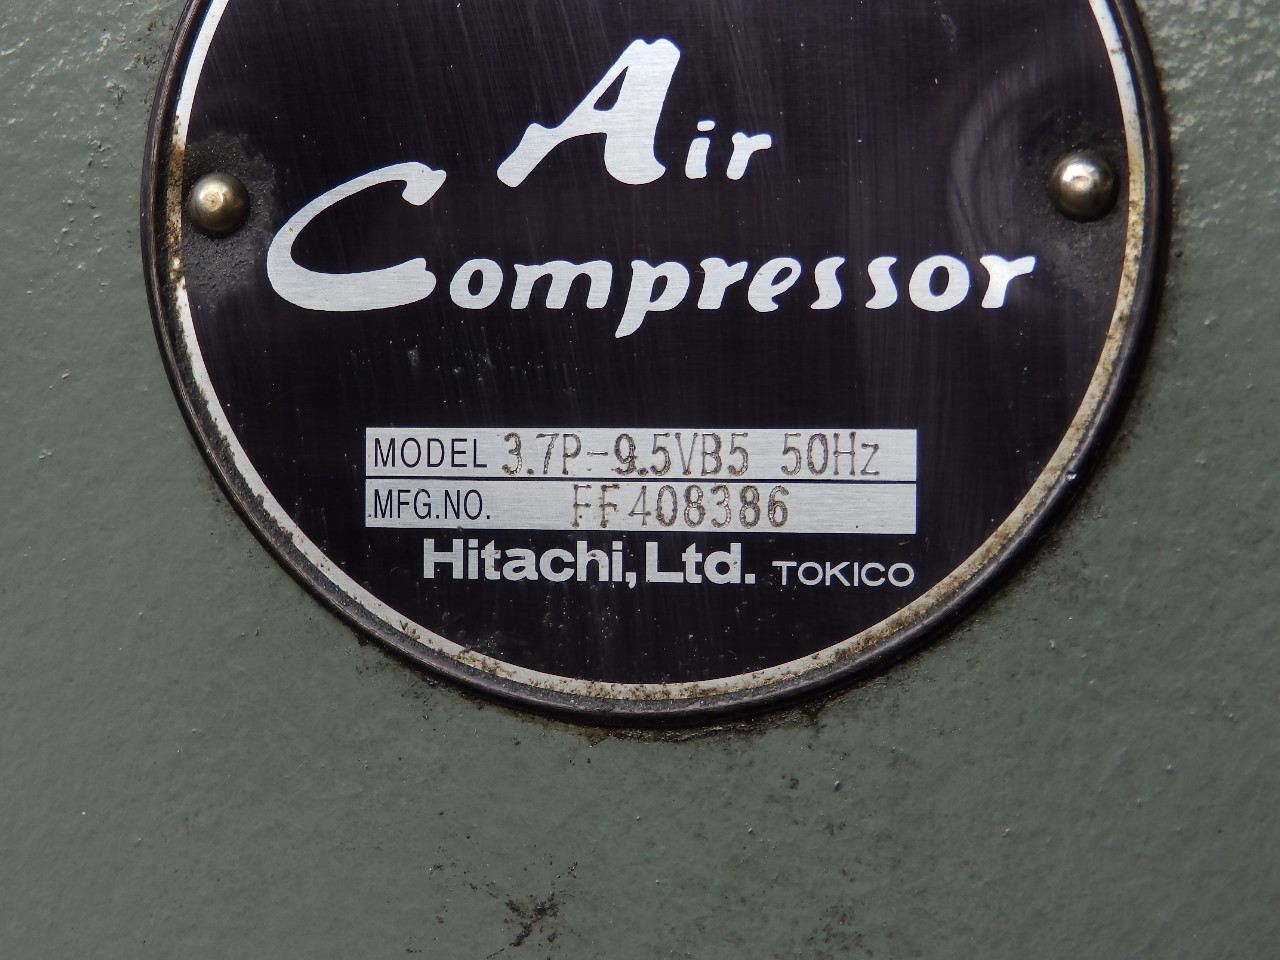 Air
Compressor
MODEL 3.7P-9.5VB5 50Hz
MFG.NO. FF408386
Hitachi,Ltd. TOKICO